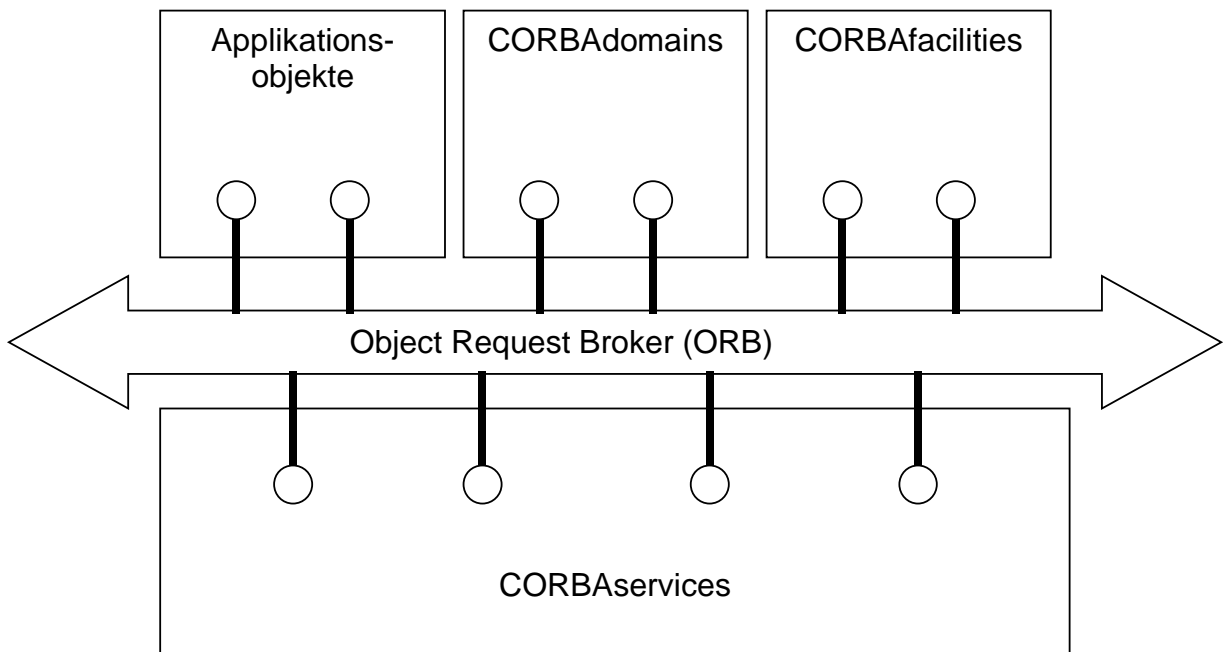 Applikations-
objekte
CORBAdomains
CORBAfacilities
Object Request Broker (ORB)
CORBAservices